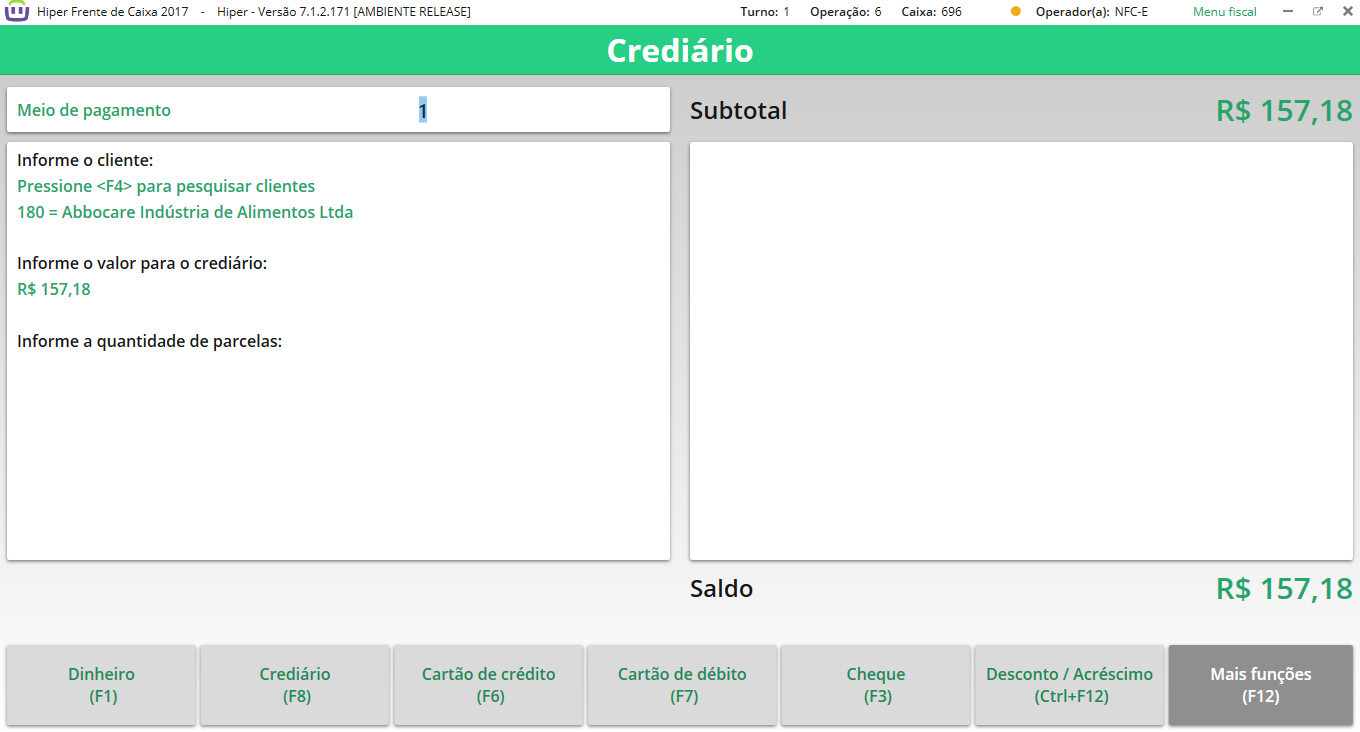 Hiper Frente de Caixa 2017 - Hiper - Versão 7.1.2.171 [AMBIENTE RELEASE] Turno: 1 Operação: 6 Caixa: 696 Operador(a): NFC-E Menu fiscal
Crediário
Meio de pagamento 1
Subtotal R$ 157,18
Informe o cliente:
Pressione <F4> para pesquisar clientes
180 = Abbocare Indústria de Alimentos Ltda
Informe o valor para o crediário:
R$ 157,18
Informe a quantidade de parcelas:
Saldo R$ 157,18
Dinheiro
(F1)
Crediário
(F8)
Cartão de crédito
(F6)
Cartão de débito
(F7)
Cheque
(F3)
Desconto / Acréscimo
(Ctrl+F12)
Mais funções
(F12)